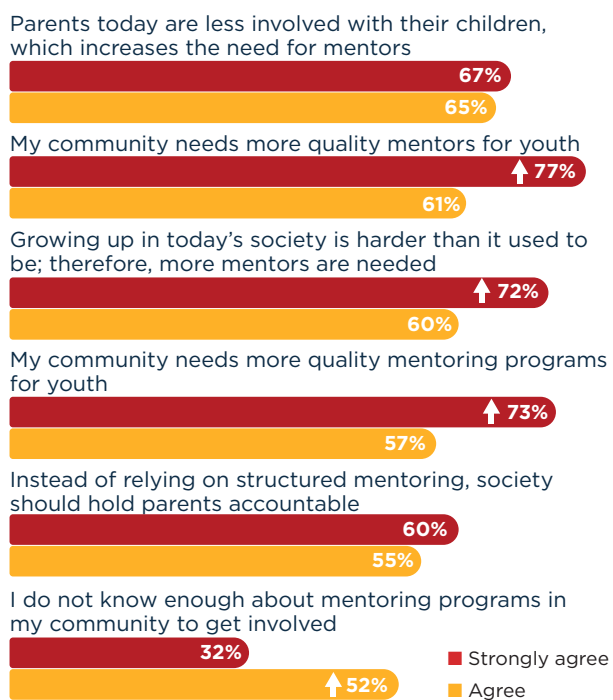 Parents today are less involved with their children,
which increases the need for mentors
67%
65%
My community needs more quality mentors for youth
77%
61%
Growing up in today’s society is harder than it used to
be; therefore, more mentors are needed
72%
60%
My community needs more quality mentoring programs
for youth
73%
57%
Instead of relying on structured mentoring, society
should hold parents accountable
60%
55%
I do not know enough about mentoring programs in
my community to get involved
32%
52%
Strongly agree
Agree